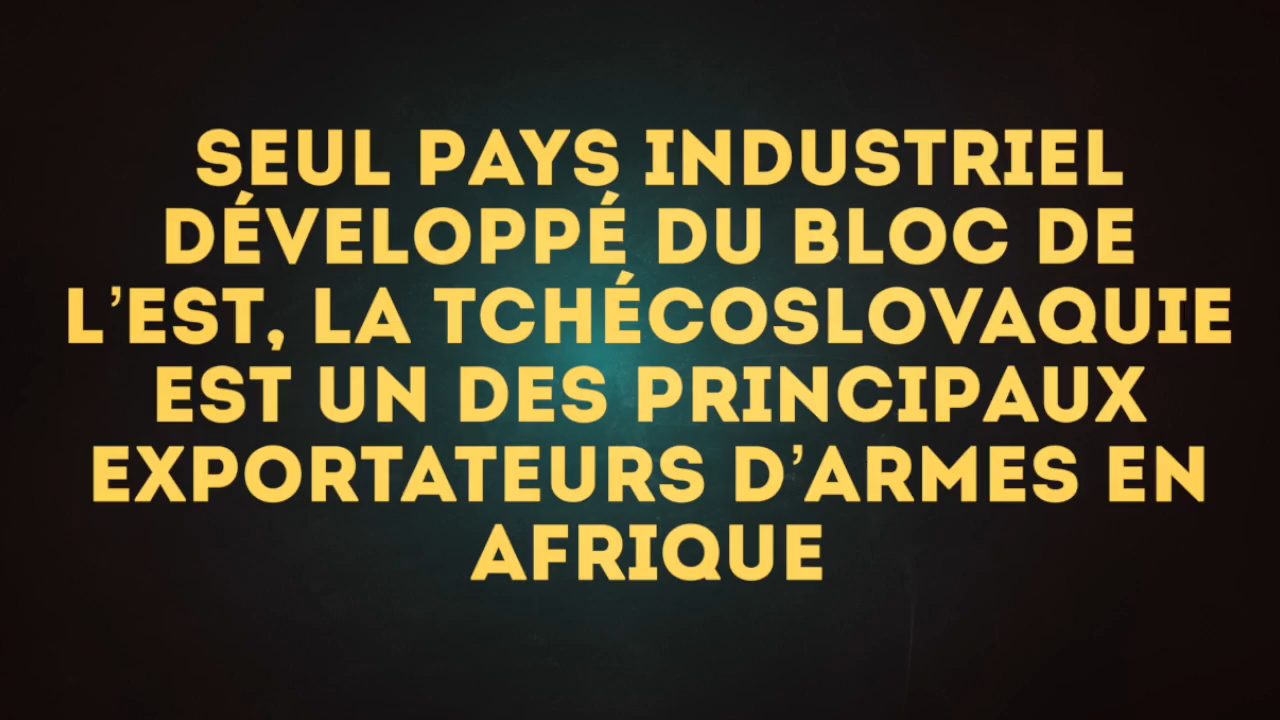 SEUL PAYS INDUSTRIEL
DÉVELOPPÉ DU BLOC DE
L’EST, LA TCHÉCOSLOVAQUIE
EST UN DES PRINCIPAUX
EXPORTATEURS D’ARMES EN
AFRIQUE